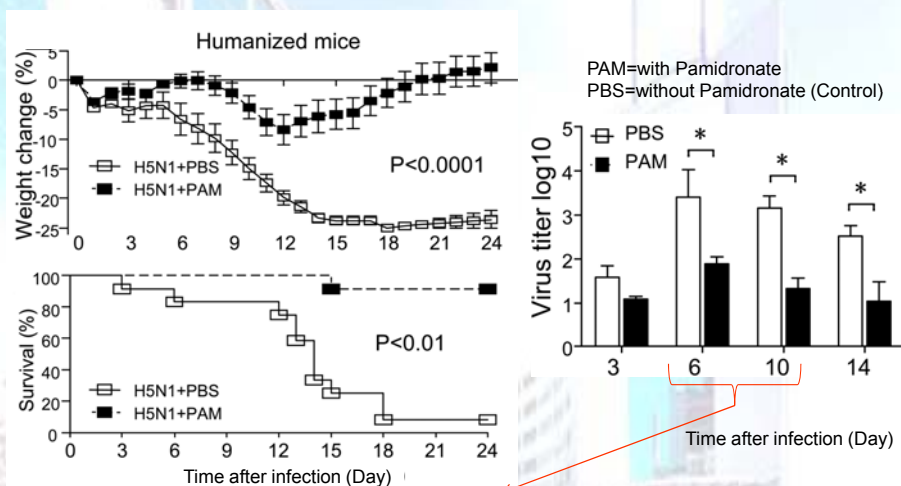 Humanized mice
Weight change (%)
5
0
-5
-10
-15
-20
-25
H5N1+PBS
H5N1+PAM
P<0.0001
0 3 6 9 12 15 18 21 24
Survival (%)
100
80
60
40
20
0
P<0.01
H5N1+PBS
H5N1+PAM
0 3 6 9 12 15 18 21 24
Time after infection (Day)
PAM=with Pamidronate
PBS=without Pamidronate (Control)
Virus titer log10
5
4
3
2
1
0
PBS
PAM
* * *
3 6 10 14
Time after infection (Day)